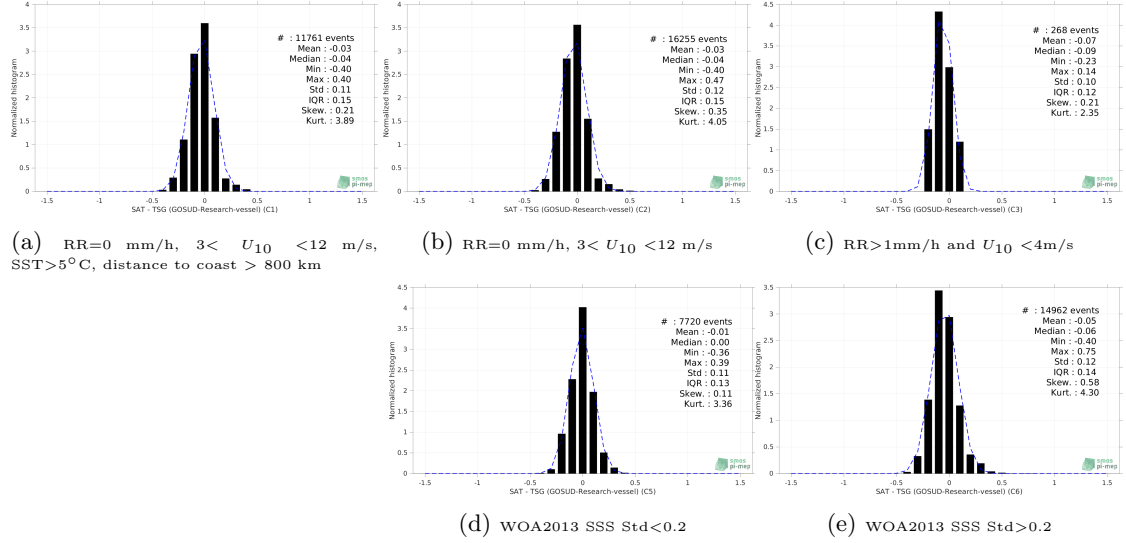 4
3.5
3
2.5
2
1.5
1
0.5
0
Normalized histogram
-1.5
-1
-0.5
0
0.5
1
1.5
SAT - TSG (GOSUD-Research-vessel) (C1)
# : 11761 events
Mean : -0.03
Median : -0.04
Min : -0.40
Max : 0.40
Std : 0.11
IQR : 0.15
Skew. : 0.21
Kurt. : 3.89
smos
pi-mep
(a) RR=0 mm/h, 3< U10 <12 m/s,
SST>5°C, distance to coast > 800 km
4
3.5
3
2.5
2
1.5
1
0.5
0
Normalized histogram
-1.5
-1
-0.5
0
0.5
1
1.5
SAT - TSG (GOSUD-Research-vessel) (C2)
# : 16255 events
Mean : -0.03
Median : -0.04
Min : -0.40
Max : 0.47
Std : 0.12
IQR : 0.15
Skew. : 0.35
Kurt. : 4.05
smos
pi-mep
(b) RR=0 mm/h, 3< U10 <12 m/s
4.5
4
3.5
3
2.5
2
1.5
1
0.5
0
Normalized histogram
-1.5
-1
-0.5
0
0.5
1
1.5
SAT - TSG (GOSUD-Research-vessel) (C3)
# : 268 events
Mean : -0.07
Median : -0.09
Min : -0.23
Max : 0.14
Std : 0.10
IQR : 0.12
Skew. : 0.21
Kurt. : 2.35
smos
pi-mep
(c) RR>1mm/h and U10 <4m/s
4.5
4
3.5
3
2.5
2
1.5
1
0.5
0
Normalized histogram
-1.5
-1
-0.5
0
0.5
1
1.5
SAT - TSG (GOSUD-Research-vessel) (C5)
# : 7720 events
Mean : -0.01
Median : 0.00
Min : -0.36
Max : 0.39
Std : 0.11
IQR : 0.13
Skew. : 0.11
Kurt. : 3.36
smos
pi-mep
(d) WOA2013 SSS Std<0.2
3.5
3
2.5
2
1.5
1
0.5
0
Normalized histogram
-1.5
-1
-0.5
0
0.5
1
1.5
SAT - TSG (GOSUD-Research-vessel) (C6)
# : 14962 events
Mean : -0.05
Median : -0.06
Min : -0.40
Max : 0.75
Std : 0.12
IQR : 0.14
Skew. : 0.58
Kurt. : 4.30
smos
pi-mep
(e) WOA2013 SSS Std>0.2